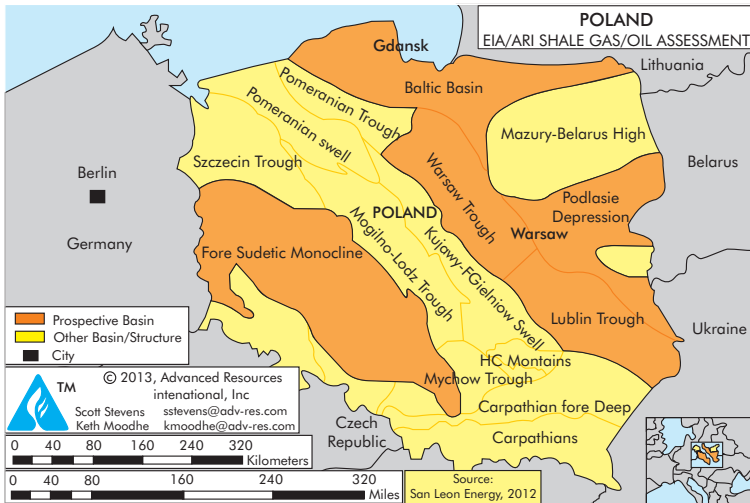 POLAND
EIA/ARI SHALE GAS/OIL ASSESSMENT
Gdansk
Lithuania
Baltic Basin
Pomeranian Trough
Pomeranian swell
Mazury-Belarus High
Szczecin Trough
Belarus
Berlin
Warsaw Trough
Podlasie
Depression
POLAND
Warsaw
Germany
Fore Sudetic Monocline
Mogilno-Lodz Trough
Kujawy-FGielniow Swell
Lublin Trough
Ukraine
Prospective Basin
Other Basin/Structure
City
HC Montains
Mychow Trough
TM
© 2013, Advanced Resources
intenational, Inc
Scott Stevens sstevens@adv-res.com
Keth Moodhe kmoodhe@adv-res.com
Carpathian fore Deep
Czech
Republic
Carpathians
0 40 80 160 240 320
Kilometers
0 40 80 160 240 320
Miles
Source:
San Leon Energy, 2012